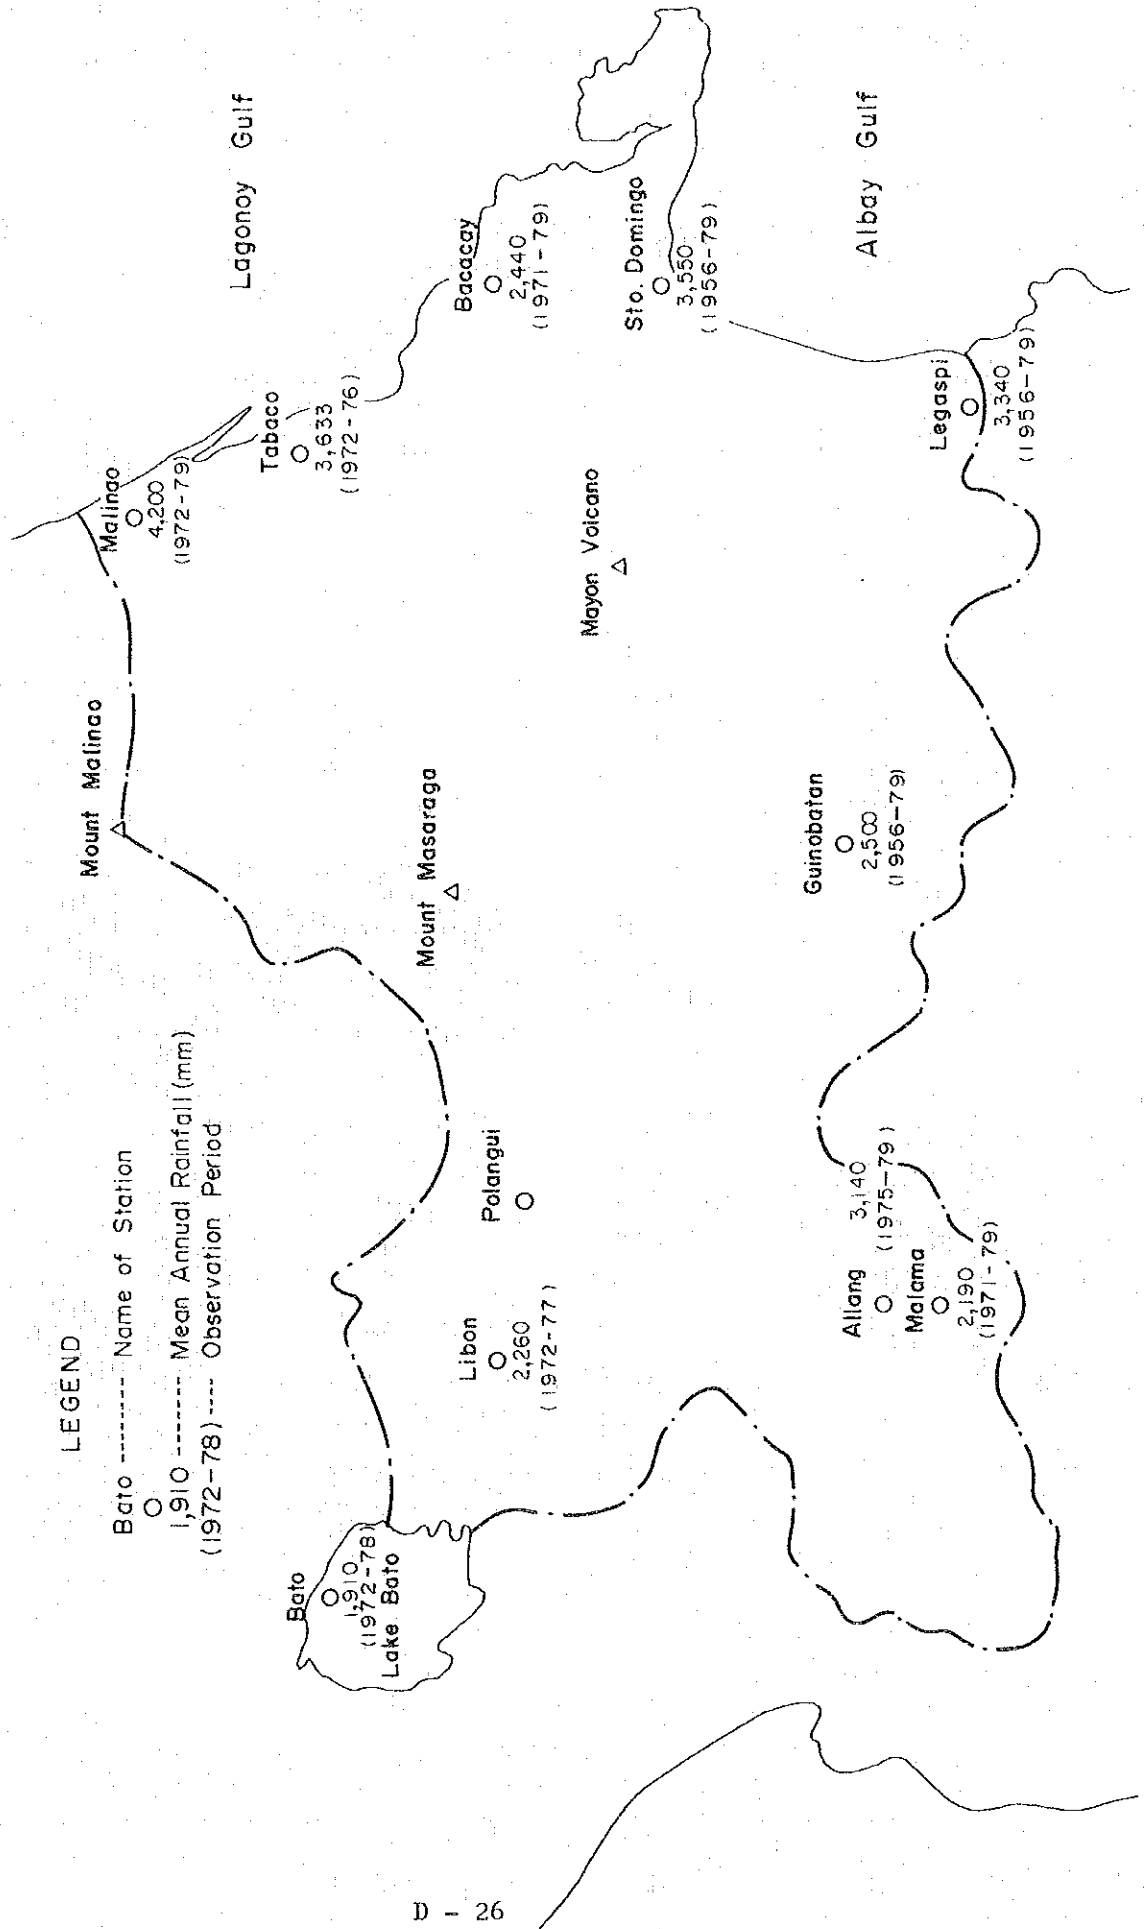 LEGEND
Bato -------- Name of Station
1,910 -------- Mean Annual Rainfall (mm)
(1972-78) ---- Observation Period
Lagonoy Gulf
Albay Gulf
Mount Malinao
Malinao
4,200
(1972-79)
Tabaco
3,633
(1972-76)
Bacacay
2,440
(1971-79)
Sto. Domingo
3,550
(1956-79)
Legaspi
3,340
(1956-79)
Mayon Volcano
Mount Masaraga
Guinobatan
2,500
(1956-79)
Polangui
Libon
2,260
(1972-77)
Bato
1,910
(1972-78)
Lake Bato
Allang
3,140
(1975-79)
Malama
2,190
(1971-79)
D - 26